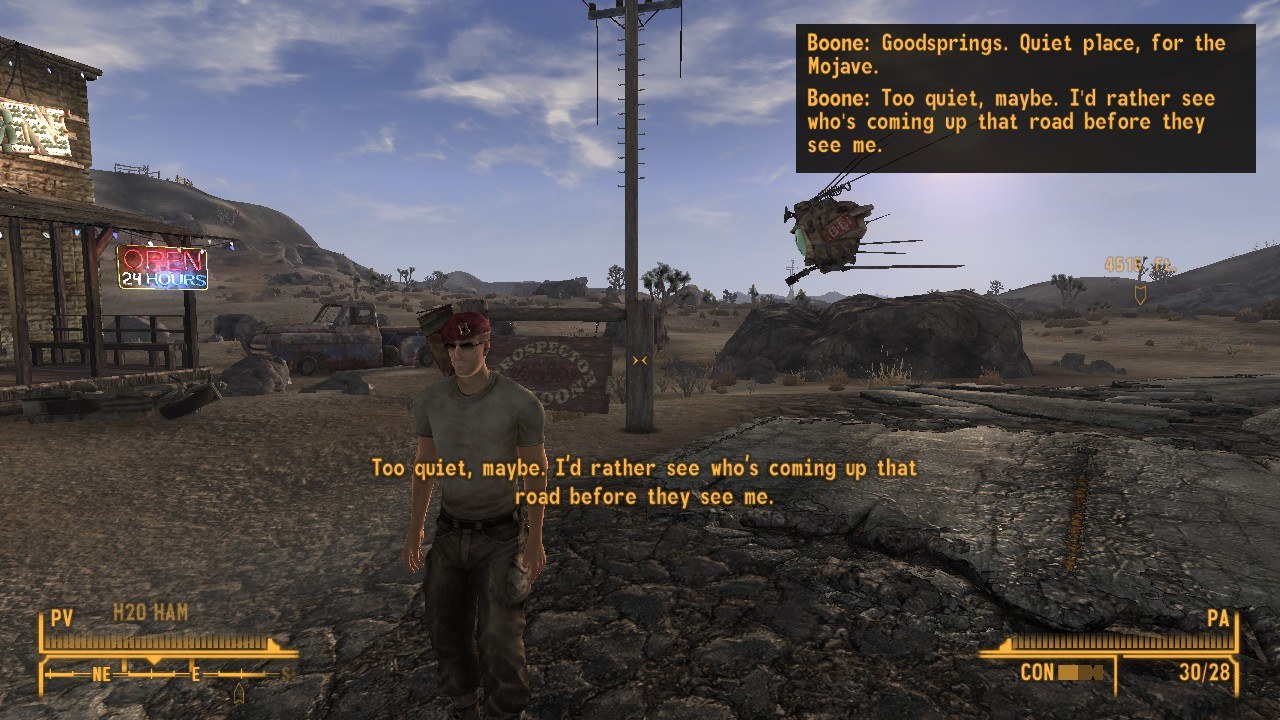 Boone: Goodsprings. Quiet place, for the
Mojave.
Boone: Too quiet, maybe. I'd rather see
who's coming up that road before they
see me.
OPEN
24 HOURS
PROSPECTOR
Too quiet, maybe. I'd rather see who's coming up that
road before they see me.
PV
H2O HAM
NE
E
S
PA
CON
30/28